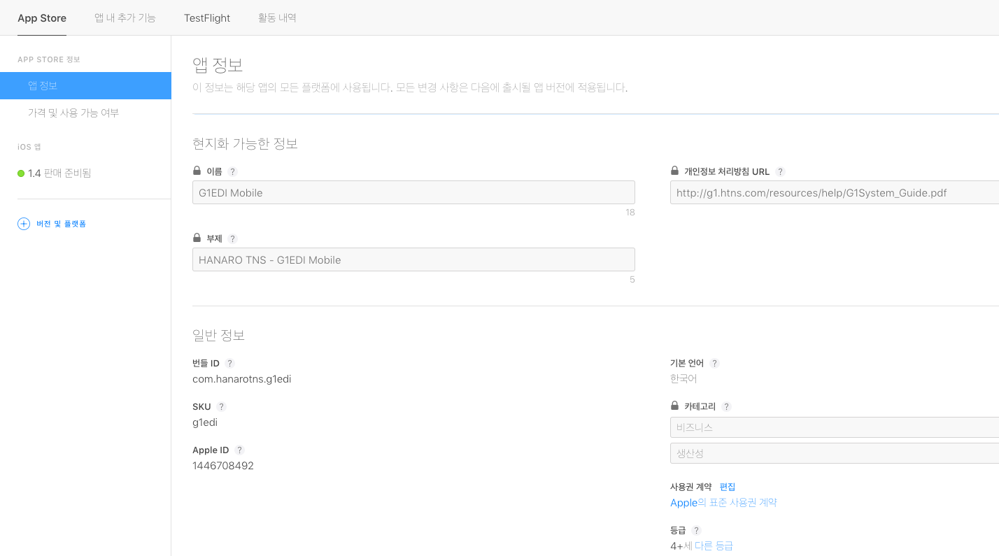 App Store 앱 내 추가 기능 TestFlight 활동 내역
APP STORE 정보
앱 정보
가격 및 사용 가능 여부
iOS 앱
1.4 판매 준비됨
버전 및 플랫폼
앱 정보
이 정보는 해당 앱의 모든 플랫폼에 사용됩니다. 모든 변경 사항은 다음에 출시될 앱 버전에 적용됩니다.
현지화 가능한 정보
이름 ?
G1EDI Mobile
18
개인정보 처리방침 URL ?
http://g1.htns.com/resources/help/G1System_Guide.pdf
부제 ?
HANARO TNS - G1EDI Mobile
5
일반 정보
번들 ID ?
com.hanarotns.g1edi
SKU ?
g1edi
Apple ID ?
1446708492
기본 언어 ?
한국어
카테고리 ?
비즈니스
생산성
사용권 계약 편집
Apple의 표준 사용권 계약
등급 ?
4+세 다른 등급